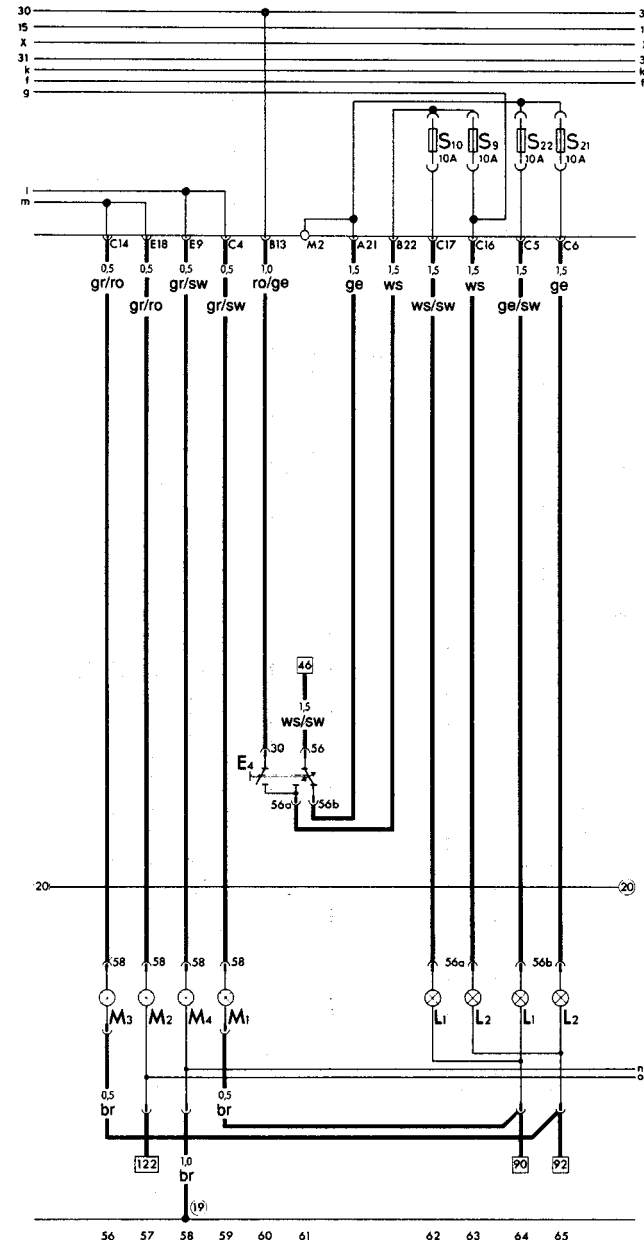 30 3
15 1
X
31 3
k k
f f
g
S10 S9 S22 S21
10A 10A 10A 10A
l
m
C14 E18 E9 C4 B13 M2 A21 B22 C17 C16 C5 C6
0,5 0,5 0,5 0,5 1,0 1,5 1,5 1,5 1,5 1,5 1,5
gr/ro gr/sw ro/ge ge ws ws ge
gr/ro gr/sw ws/sw ge/sw
46
1,5
ws/sw
30 56
E4
56a 56b
20 20
58 58 58 58 56a 56b
M3 M2 M4 M1 L1 L2 L1 L2
n
o
0,5 0,5
br br
122 90 92
1,0
br
19
56 57 58 59 60 61 62 63 64 65